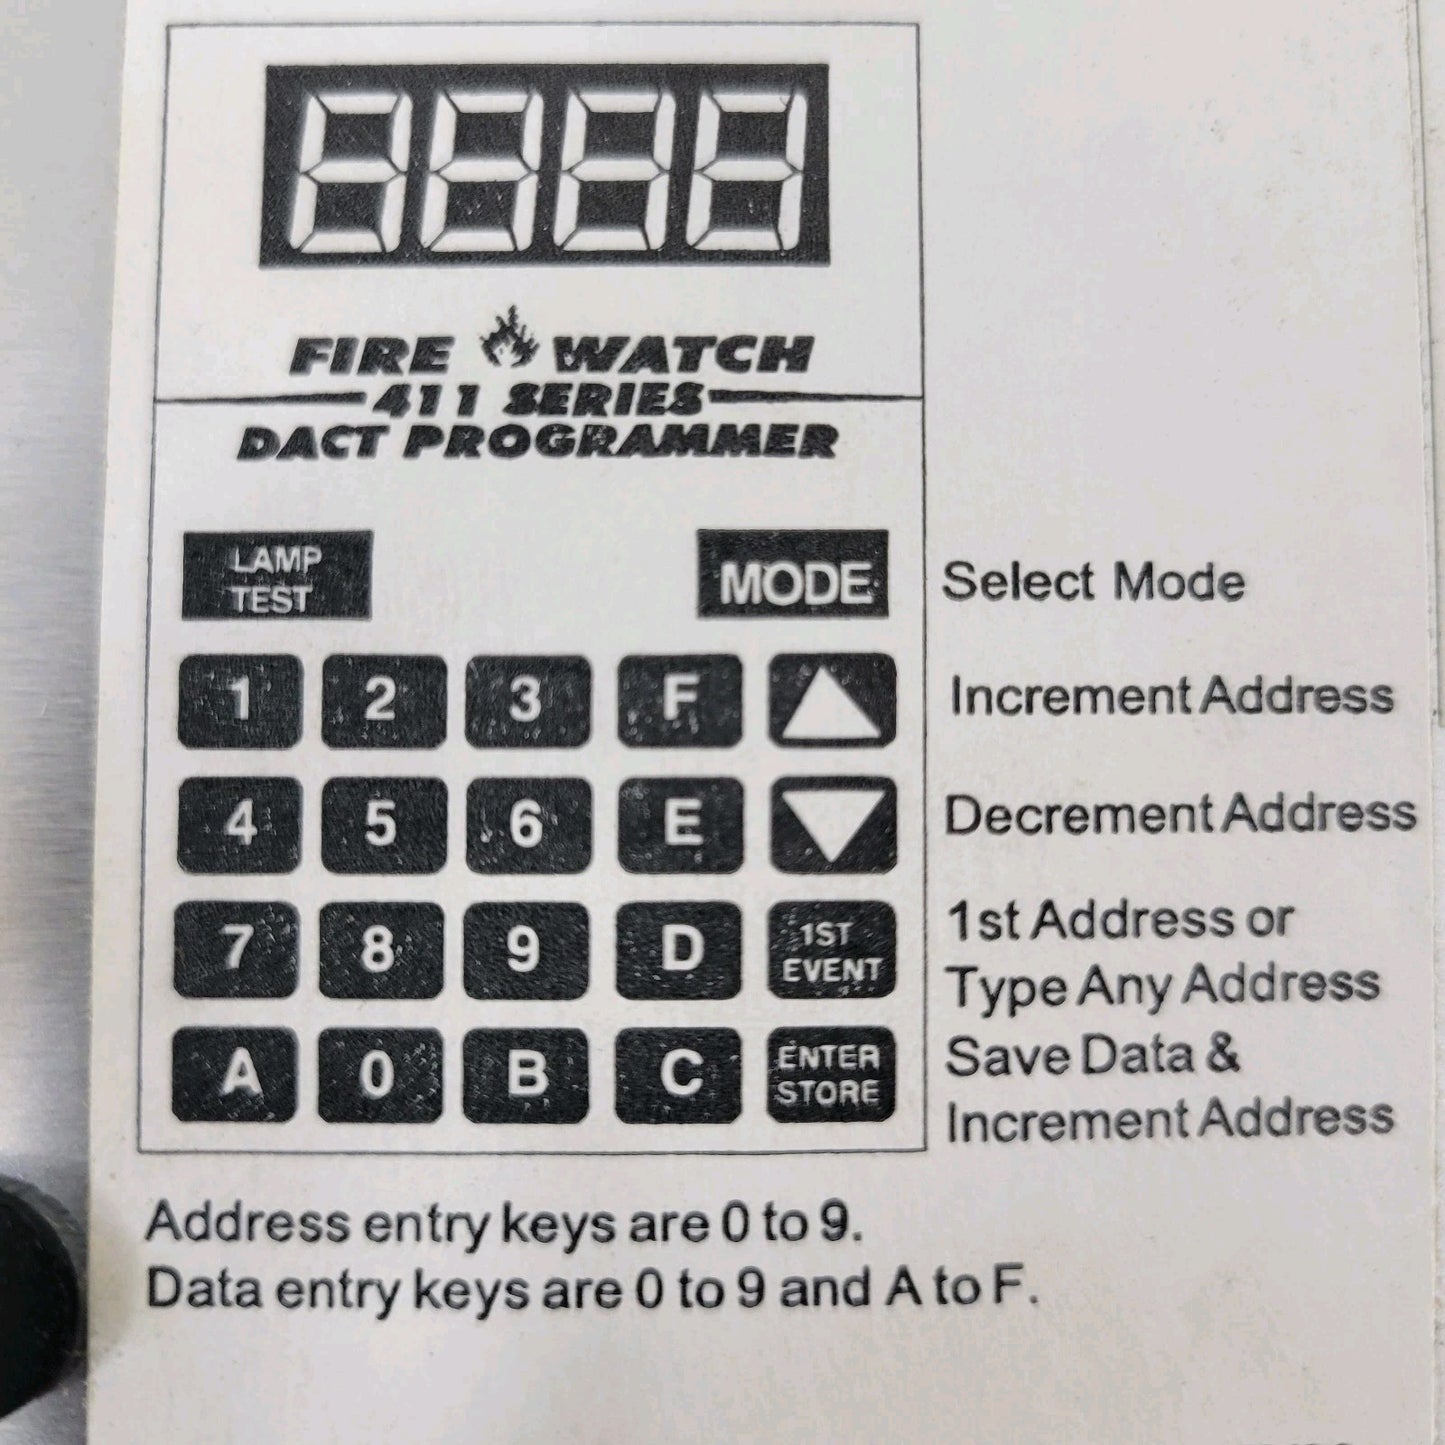 8888
FIRE WATCH
411 SERIES
DACT PROGRAMMER
LAMP
TEST
MODE
Select Mode
1 2 3 F
Increment Address
4 5 6 E
Decrement Address
7 8 9 D
1ST
EVENT
1st Address or
Type Any Address
A 0 B C
ENTER
STORE
Save Data &
Increment Address
Address entry keys are 0 to 9.
Data entry keys are 0 to 9 and A to F.